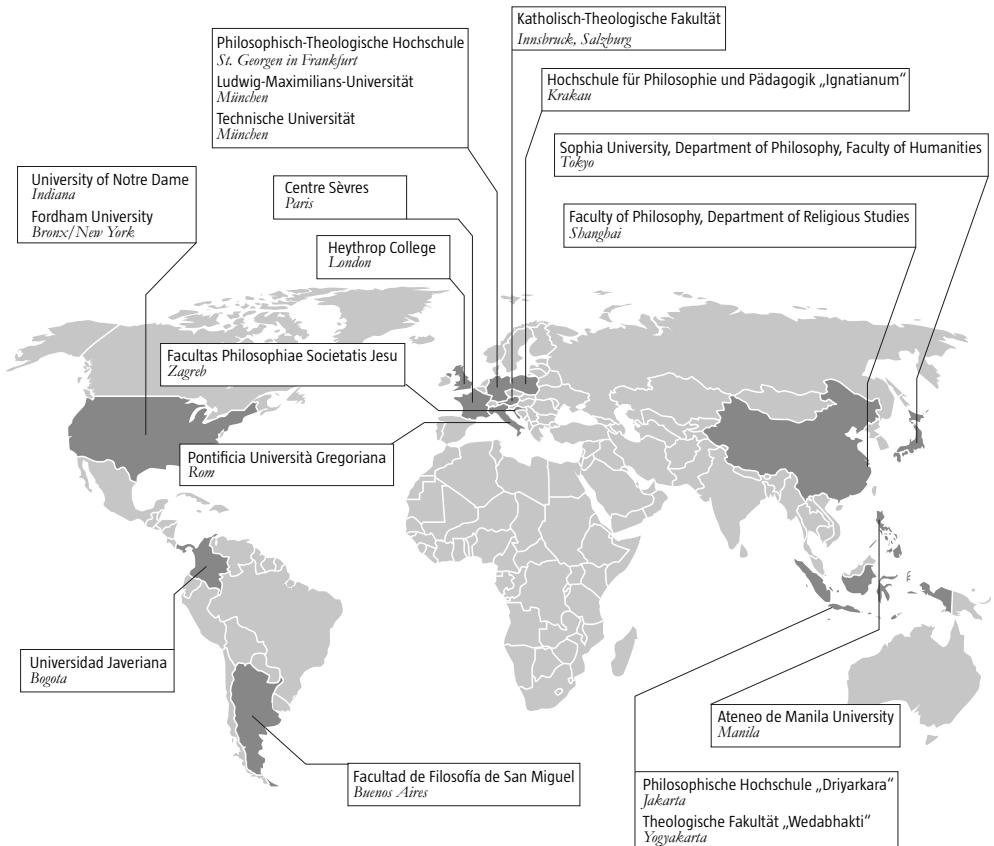 Katholisch-Theologische Fakultät
Innsbruck, Salzburg
Philosophisch-Theologische Hochschule
St. Georgen in Frankfurt
Ludwig-Maximilians-Universität
München
Technische Universität
München
Hochschule für Philosophie und Pädagogik „Ignatianum“
Krakau
Sophia University, Department of Philosophy, Faculty of Humanities
Tokyo
University of Notre Dame
Indiana
Fordham University
Bronx/New York
Centre Sèvres
Paris
Faculty of Philosophy, Department of Religious Studies
Shanghai
Heythrop College
London
Facultas Philosophiae Societatis Jesu
Zagreb
Pontificia Università Gregoriana
Rom
Universidad Javeriana
Bogota
Ateneo de Manila University
Manila
Facultad de Filosofía de San Miguel
Buenos Aires
Philosophische Hochschule „Driyarkara“
Jakarta
Theologische Fakultät „Wedabhakti“
Yogyakarta